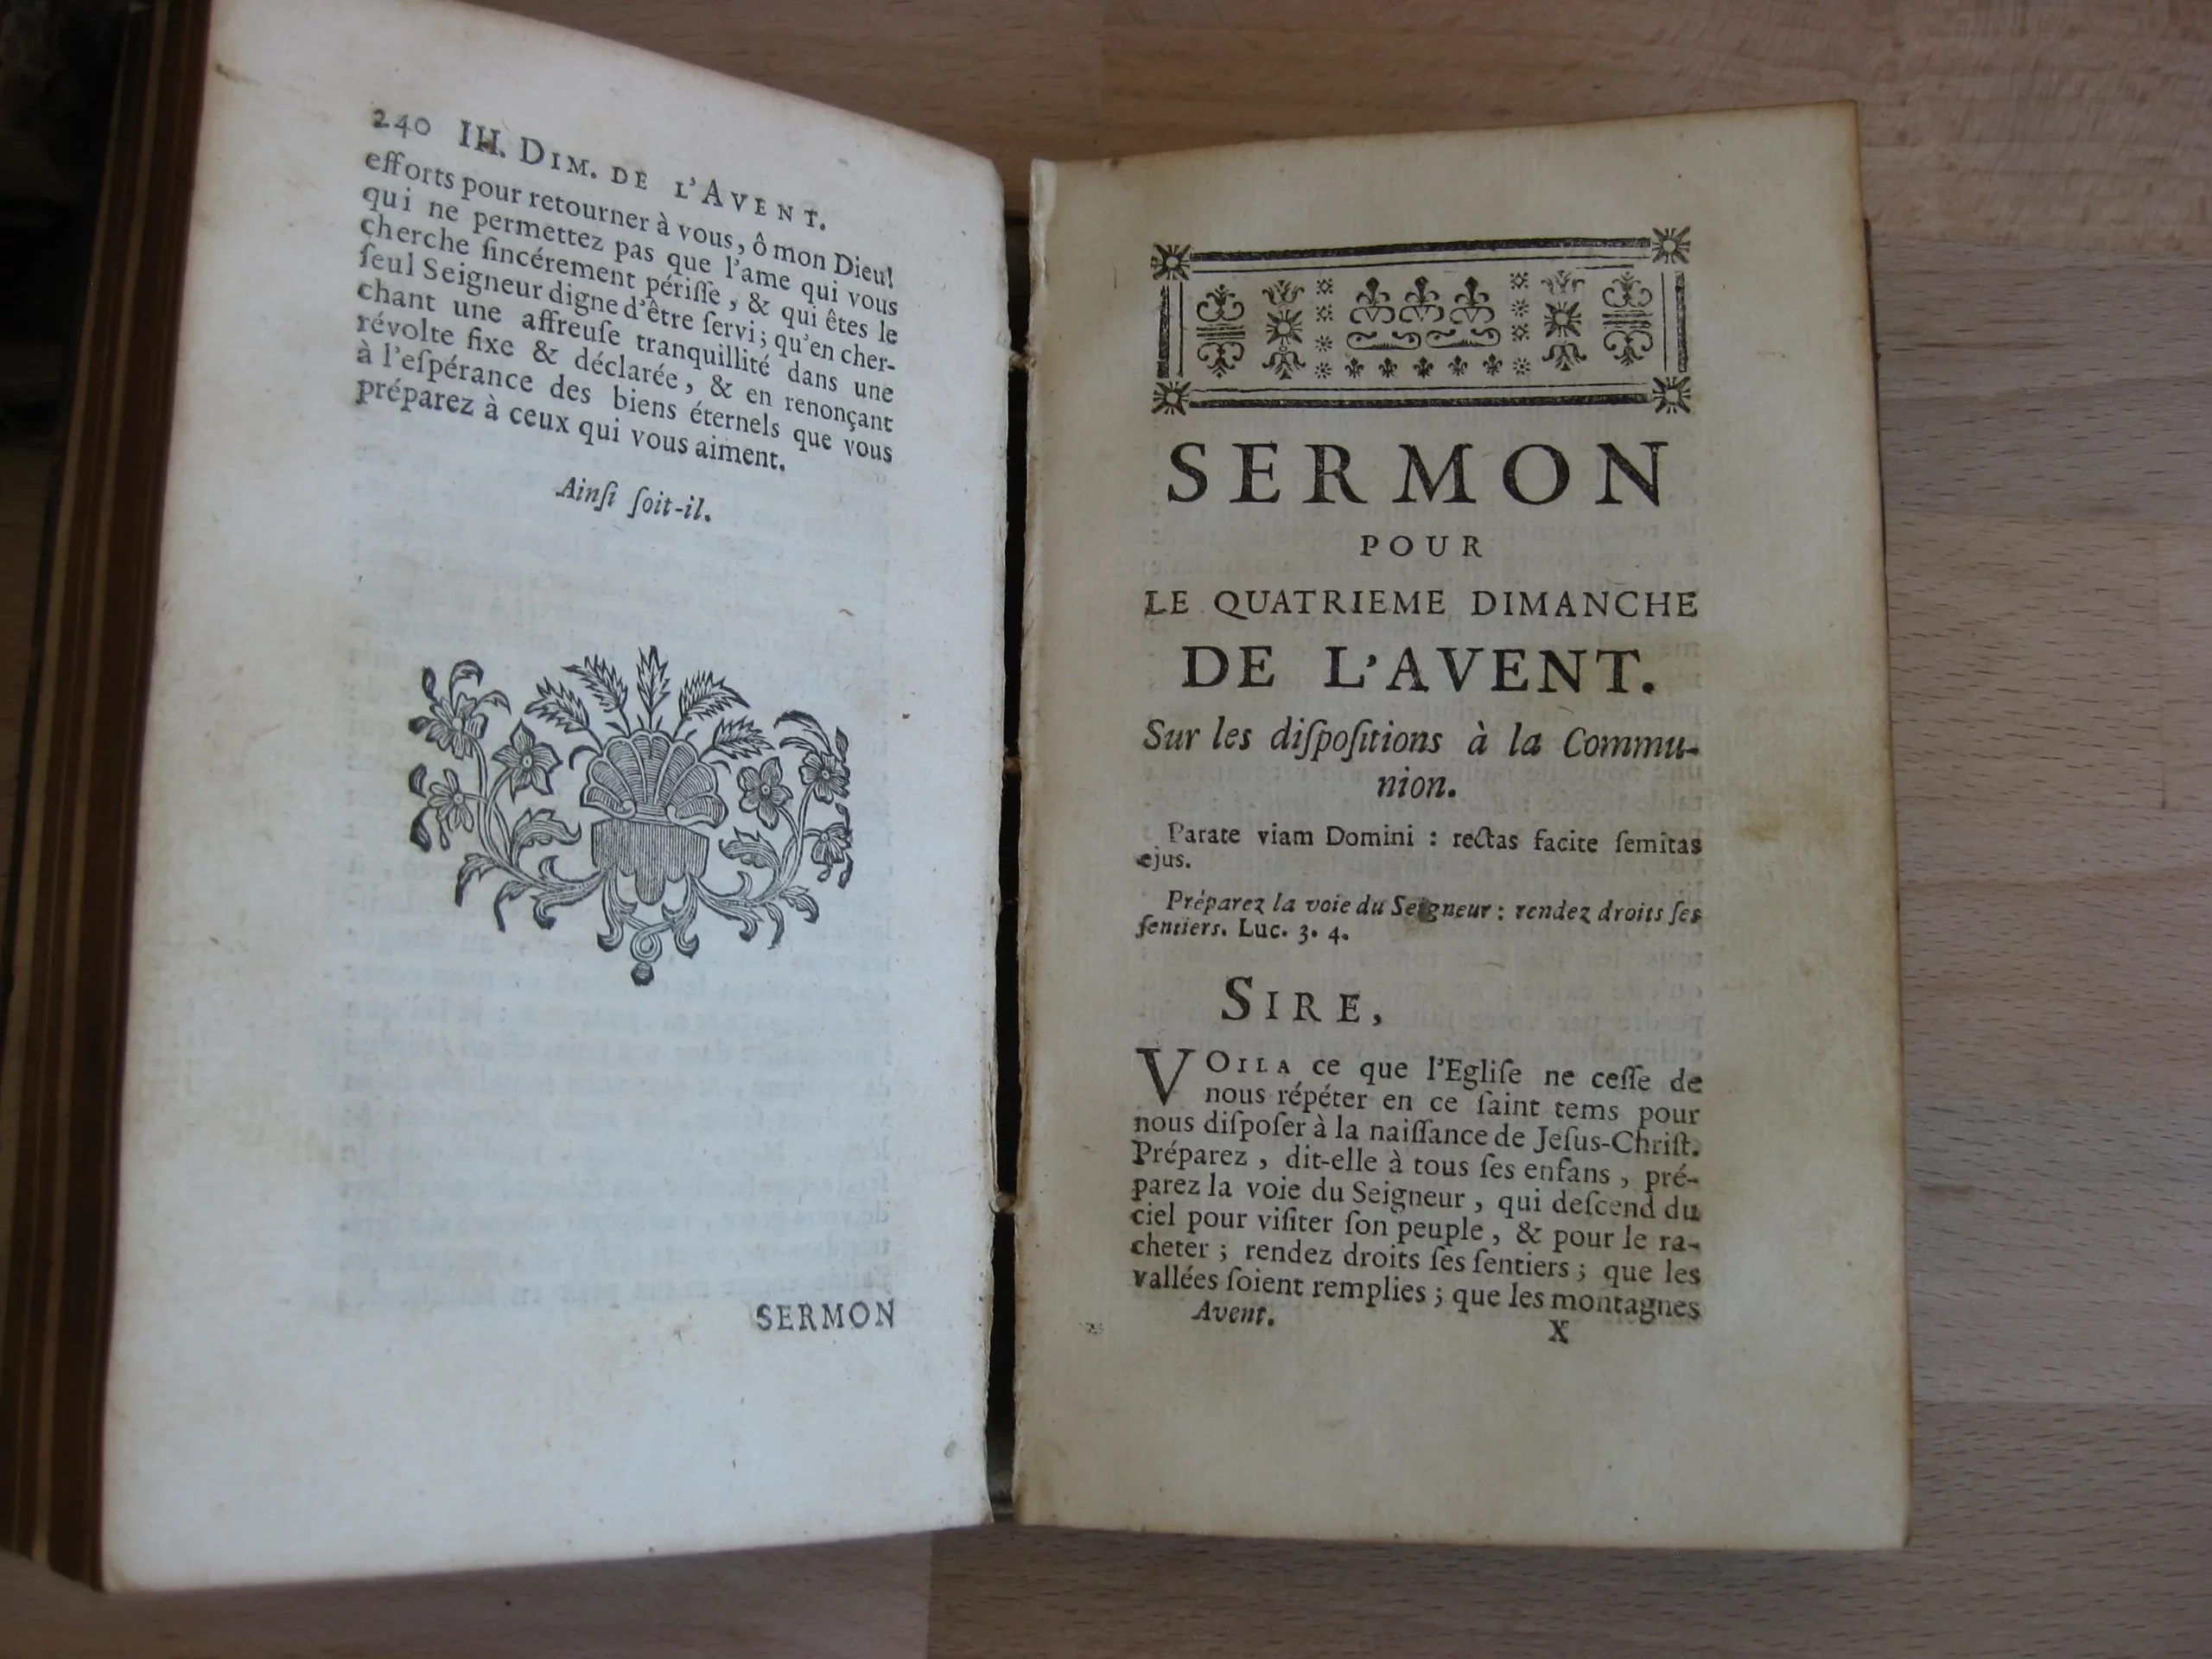 240 III. DIM. DE L'AVENT.
efforts pour retourner à vous, ô mon Dieu!
qui ne permettez pas que l'ame qui vous
cherche ſincérement périſſe, & qui êtes le
ſeul Seigneur digne d'être ſervi; qu'en cher-
chant une affreuſe tranquillité dans une
révolte fixe & déclarée, & en renonçant
à l'eſpérance des biens éternels que vous
préparez à ceux qui vous aiment.
Ainſi ſoit-il.
SERMON
SERMON
POUR
LE QUATRIEME DIMANCHE
DE L'AVENT.
Sur les diſpoſitions à la Commu-
nion.
Parate viam Domini : rectas facite ſemitas
ejus.
Préparez la voie du Seigneur : rendez droits ſes
ſentiers. Luc. 3. 4.
SIRE,
VOILA ce que l'Egliſe ne ceſſe de
nous répéter en ce ſaint tems pour
nous diſpoſer à la naiſſance de Jeſus-Chriſt.
Préparez, dit-elle à tous ſes enfans, pré-
parez la voie du Seigneur, qui deſcend du
ciel pour viſiter ſon peuple, & pour le ra-
cheter ; rendez droits ſes ſentiers ; que les
vallées ſoient remplies ; que les montagnes
Avent. X